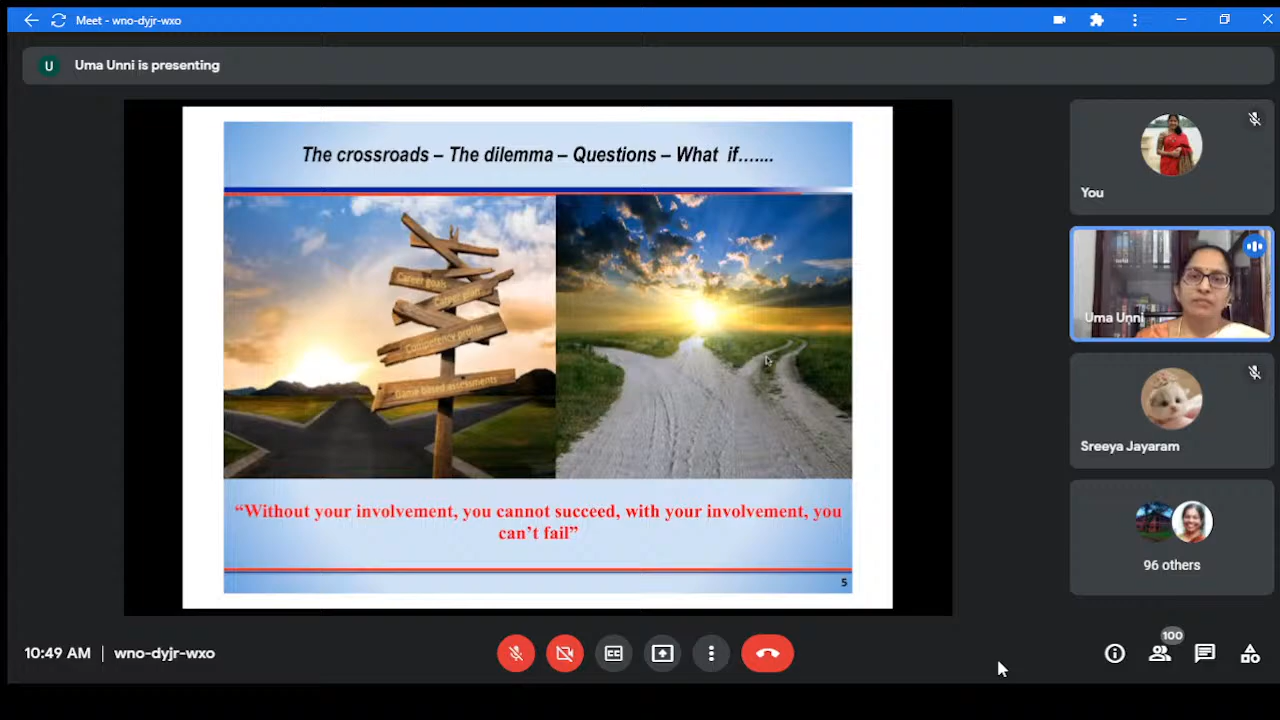 Meet - wno-dyjr-wxo
U
Uma Unni is presenting
The crossroads – The dilemma – Questions – What if…....
Career goals
Competency profile
Game based assessments
“Without your involvement, you cannot succeed, with your involvement, you
can’t fail”
5
You
Uma Unni
Sreeya Jayaram
96 others
10:49 AM | wno-dyjr-wxo
100